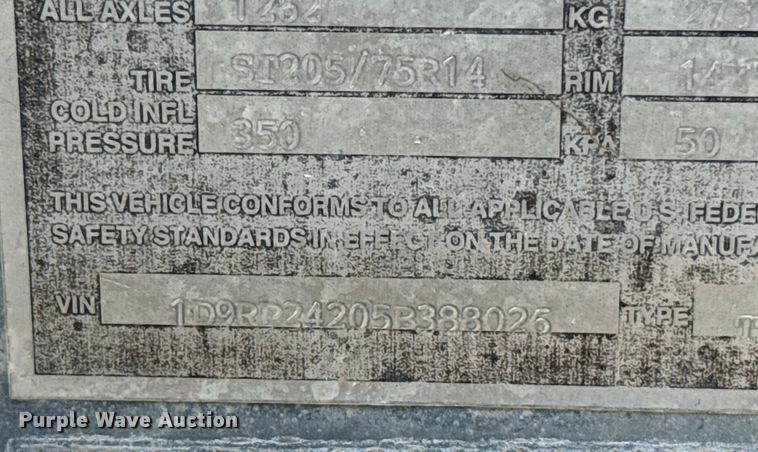 ALL AXLES 1252 KG
TIRE ST205/75R14 RIM
COLD INFL
PRESSURE 350 KPA 50
THIS VEHICLE CONFORMS TO ALL APPLICABLE U.S. FEDE
SAFETY STANDARDS IN EFFECT ON THE DATE OF MANUFA
VIN 1D9RP24205B388026 TYPE
Purple Wave Auction